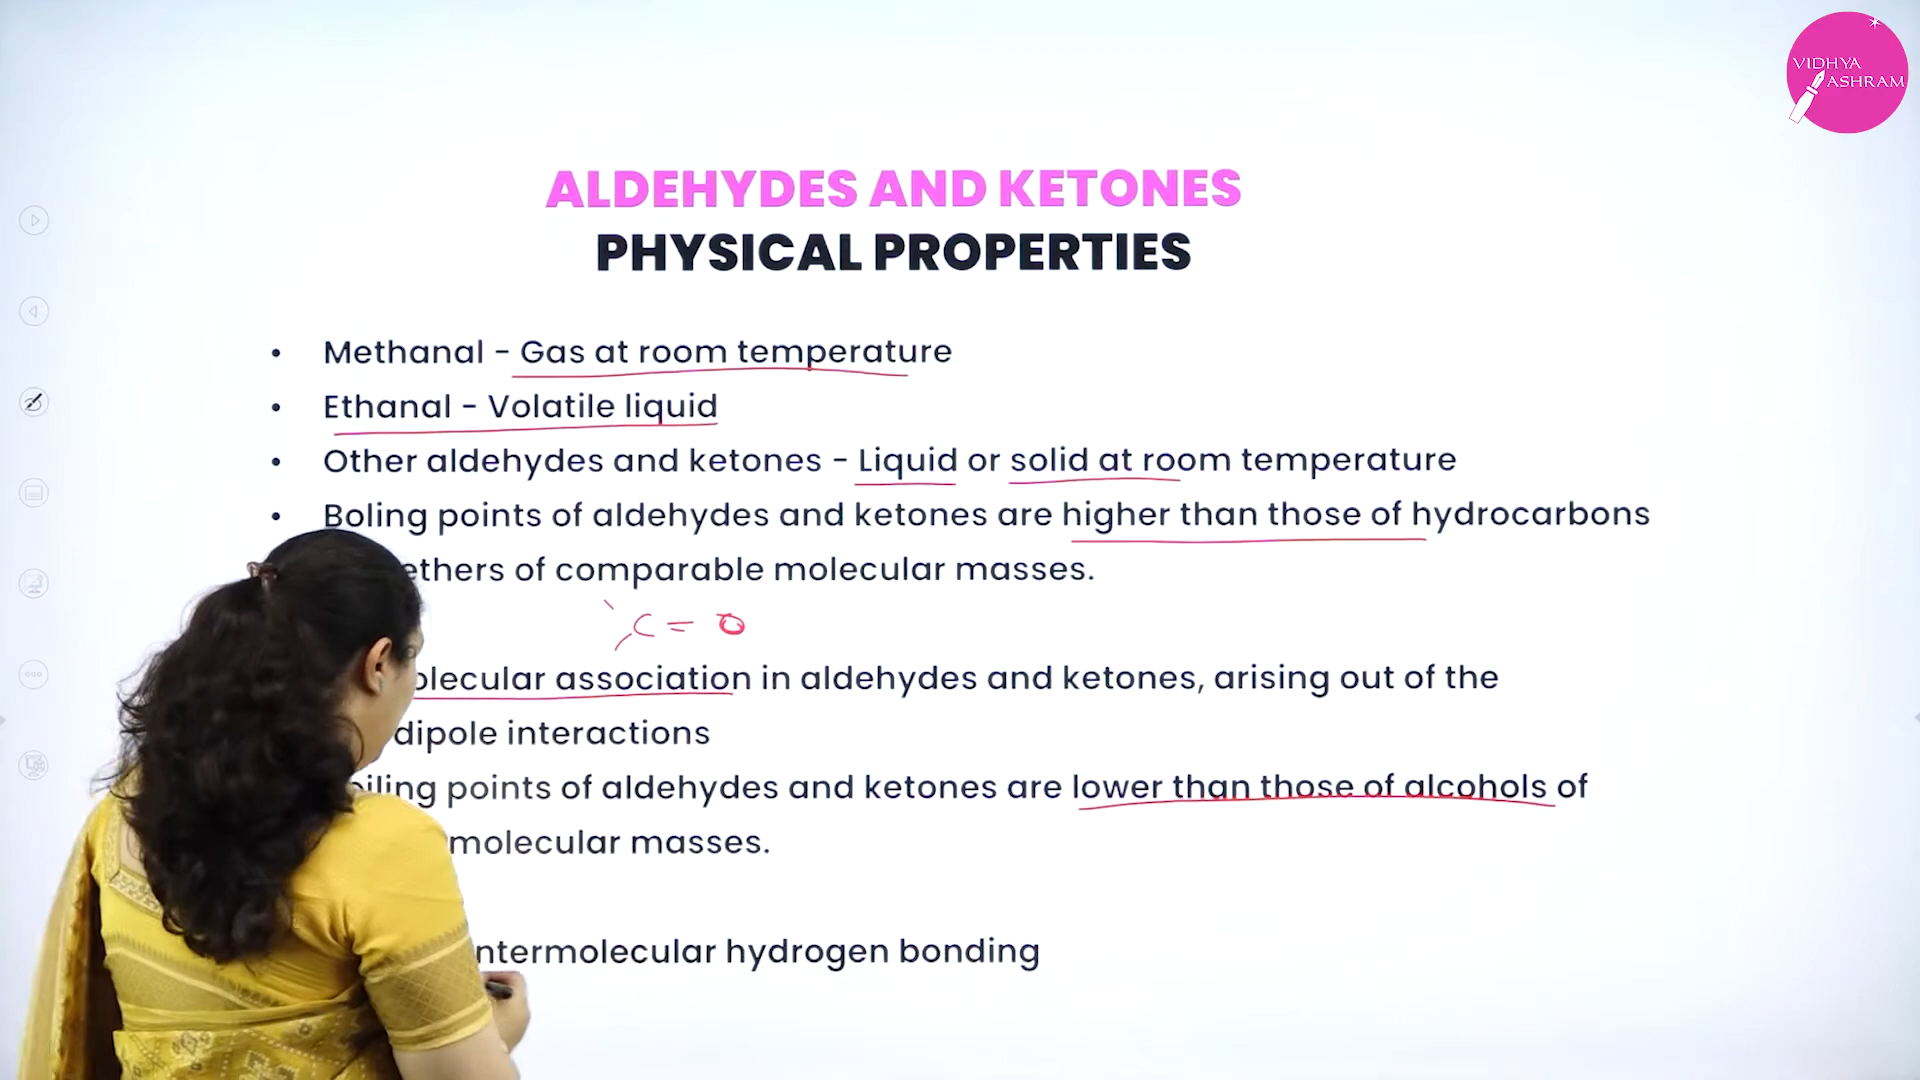 VIDHYA
ASHRAM
ALDEHYDES AND KETONES
PHYSICAL PROPERTIES
• Methanal - Gas at room temperature
• Ethanal - Volatile liquid
• Other aldehydes and ketones - Liquid or solid at room temperature
• Boling points of aldehydes and ketones are higher than those of hydrocarbons
ethers of comparable molecular masses.
C = O
olecular association in aldehydes and ketones, arising out of the
dipole interactions
oiling points of aldehydes and ketones are lower than those of alcohols of
molecular masses.
ntermolecular hydrogen bonding